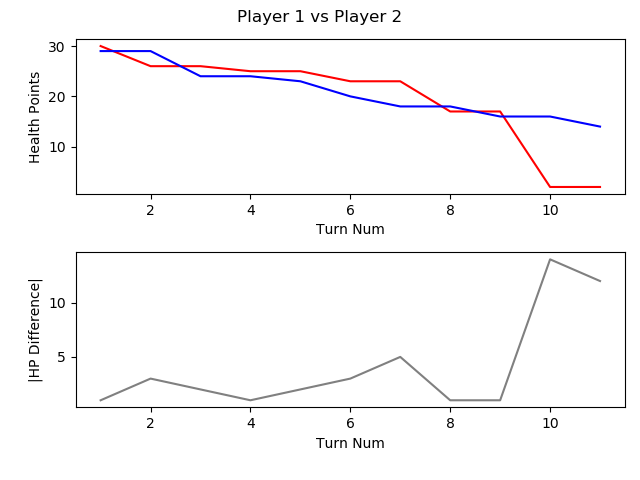 Player 1 vs Player 2
30
20
10
Health Points
2 4 6 8 10
Turn Num
10
5
|HP Difference|
2 4 6 8 10
Turn Num